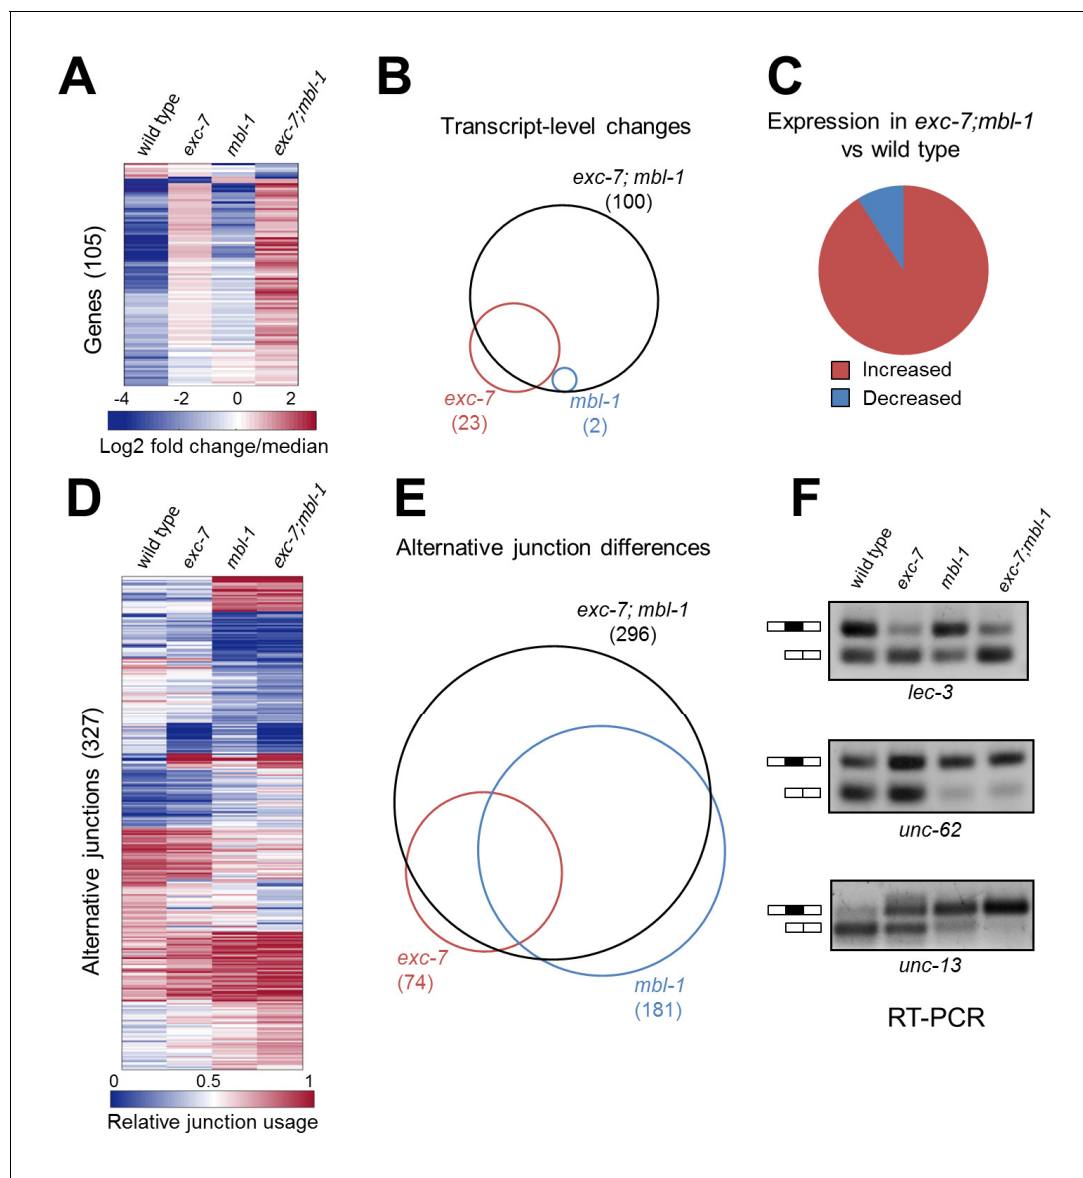 A
wild type
exc-7
mbl-1
exc-7;mbl-1
Genes (105)
-4 -2 0 2
Log2 fold change/median
B
Transcript-level changes
exc-7; mbl-1
(100)
exc-7
(23)
mbl-1
(2)
C
Expression in exc-7;mbl-1
vs wild type
Increased
Decreased
D
wild type
exc-7
mbl-1
exc-7;mbl-1
Alternative junctions (327)
0 0.5 1
Relative junction usage
E
Alternative junction differences
exc-7; mbl-1
(296)
exc-7
(74)
mbl-1
(181)
F
wild type
exc-7
mbl-1
exc-7;mbl-1
lec-3
unc-62
unc-13
RT-PCR